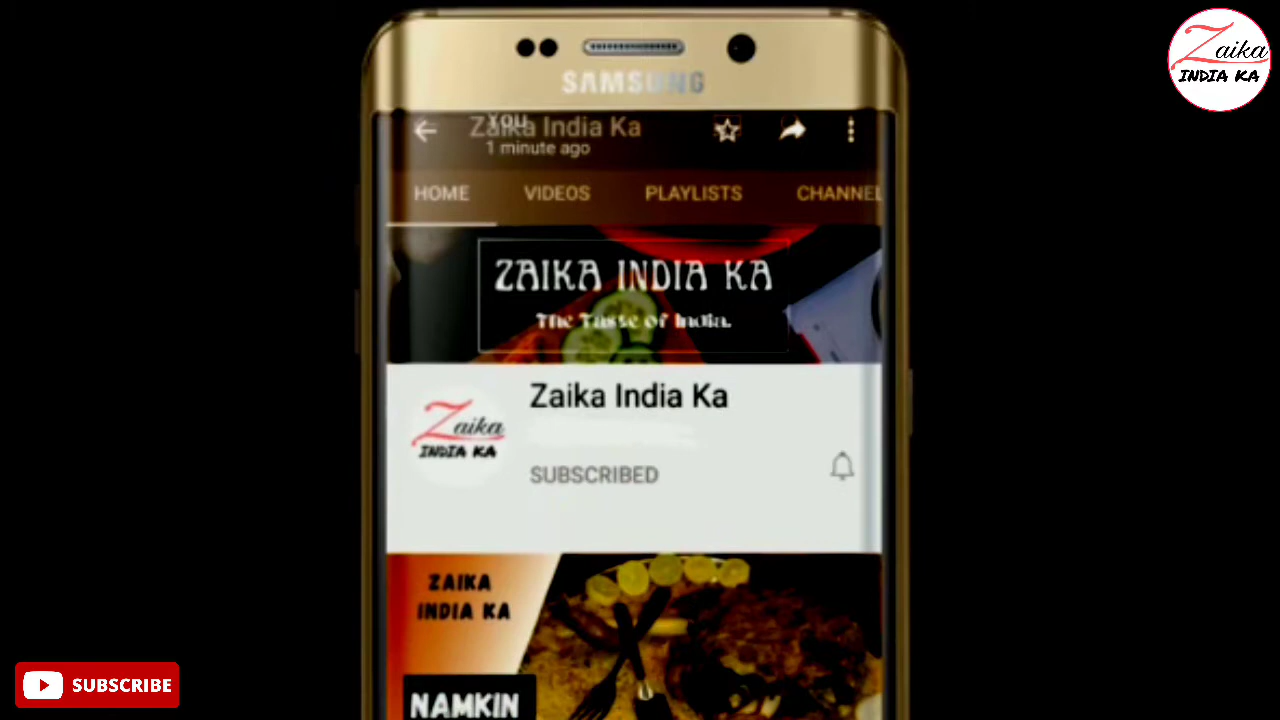 Zaika
INDIA KA
SAMSUNG
YOU
Zaika India Ka
1 minute ago
HOME VIDEOS PLAYLISTS CHANNEL
ZAIKA INDIA KA
The Taste of India.
Zaika India Ka
Zaika
INDIA KA
SUBSCRIBED
ZAIKA
INDIA KA
NAMKIN
SUBSCRIBE